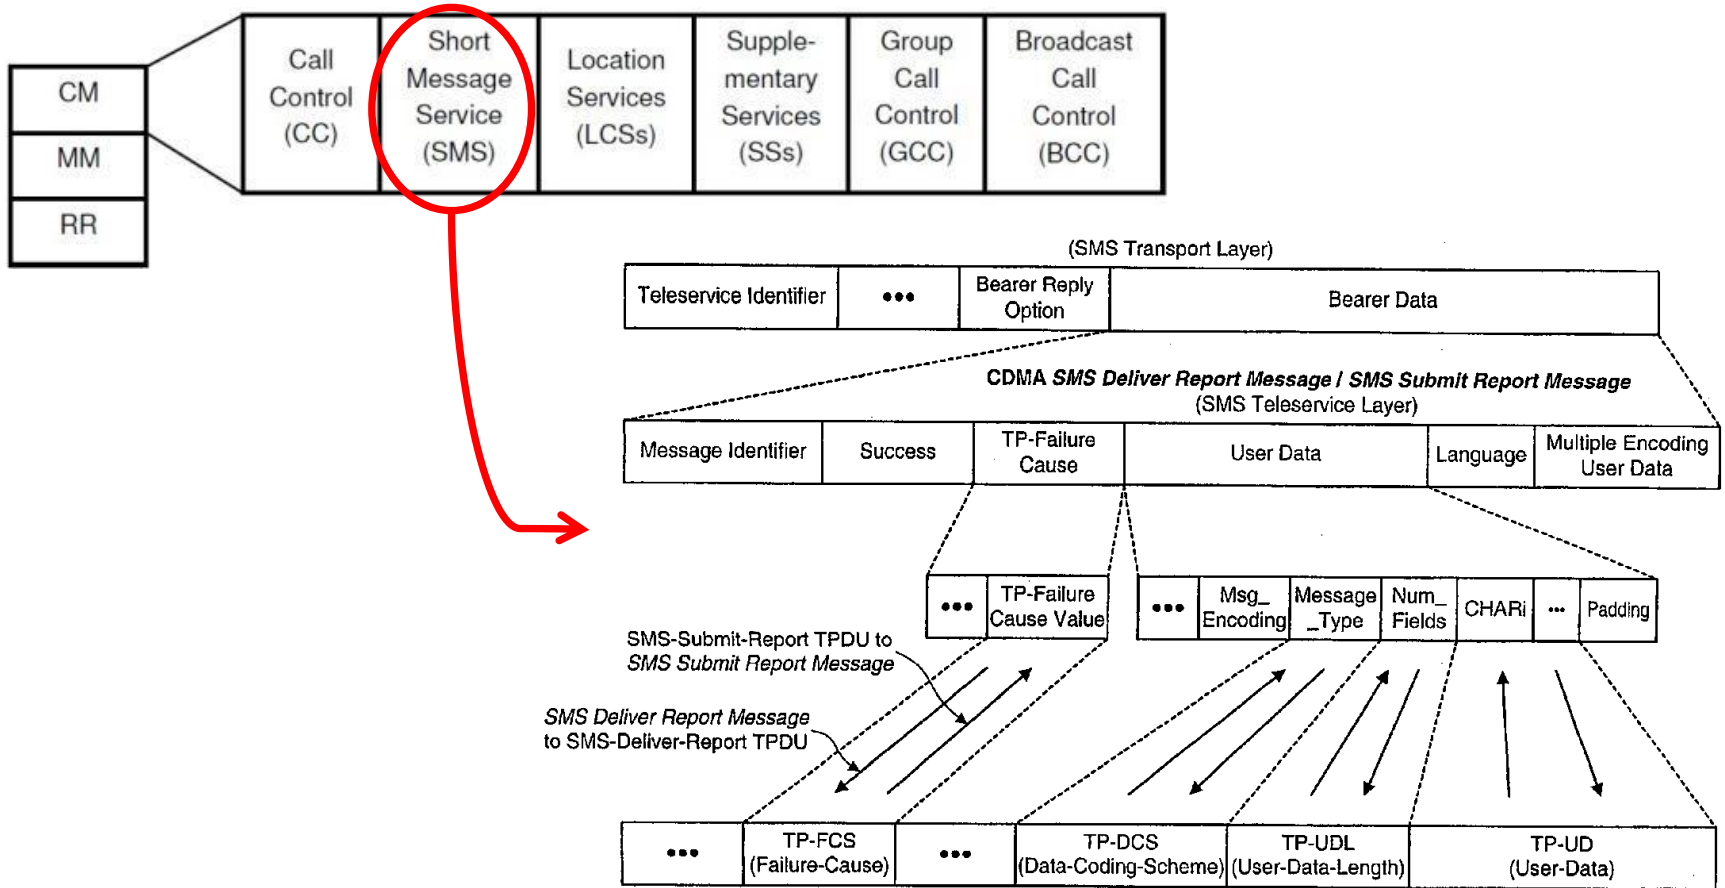 CM
MM
RR
Call
Control
(CC)
Short
Message
Service
(SMS)
Location
Services
(LCSs)
Supple-
mentary
Services
(SSs)
Group
Call
Control
(GCC)
Broadcast
Call
Control
(BCC)
(SMS Transport Layer)
Teleservice Identifier
•••
Bearer Reply
Option
Bearer Data
CDMA SMS Deliver Report Message / SMS Submit Report Message
(SMS Teleservice Layer)
Message Identifier
Success
TP-Failure
Cause
User Data
Language
Multiple Encoding
User Data
•••
TP-Failure
Cause Value
•••
Msg_
Encoding
Message
_Type
Num_
Fields
CHARi
•••
Padding
SMS-Submit-Report TPDU to
SMS Submit Report Message
SMS Deliver Report Message
to SMS-Deliver-Report TPDU
•••
TP-FCS
(Failure-Cause)
•••
TP-DCS
(Data-Coding-Scheme)
TP-UDL
(User-Data-Length)
TP-UD
(User-Data)